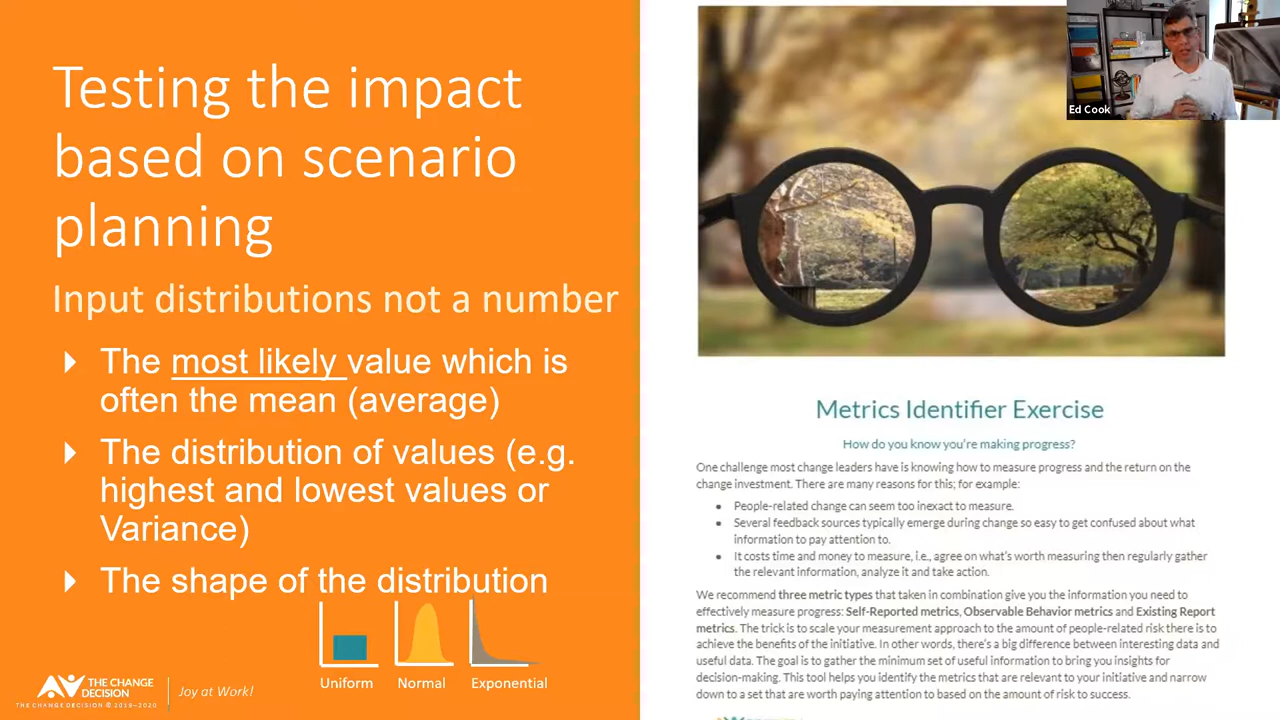 Testing the impact
based on scenario
planning
Input distributions not a number
The most likely value which is
often the mean (average)
The distribution of values (e.g.
highest and lowest values or
Variance)
The shape of the distribution
Uniform
Normal
Exponential
THE CHANGE
DECISION
THE CHANGE DECISION © 2019–2020
Joy at Work!
Ed Cook
Metrics Identifier Exercise
How do you know you're making progress?
One challenge most change leaders have is knowing how to measure progress and the return on the
change investment. There are many reasons for this; for example:
• People-related change can seem too inexact to measure.
• Several feedback sources typically emerge during change so easy to get confused about what
information to pay attention to.
• It costs time and money to measure, i.e., agree on what's worth measuring then regularly gather
the relevant information, analyze it and take action.
We recommend three metric types that taken in combination give you the information you need to
effectively measure progress: Self-Reported metrics, Observable Behavior metrics and Existing Report
metrics. The trick is to scale your measurement approach to the amount of people-related risk there is to
achieve the benefits of the initiative. In other words, there's a big difference between interesting data and
useful data. The goal is to gather the minimum set of useful information to bring you insights for
decision-making. This tool helps you identify the metrics that are relevant to your initiative and narrow
down to a set that are worth paying attention to based on the amount of risk to success.